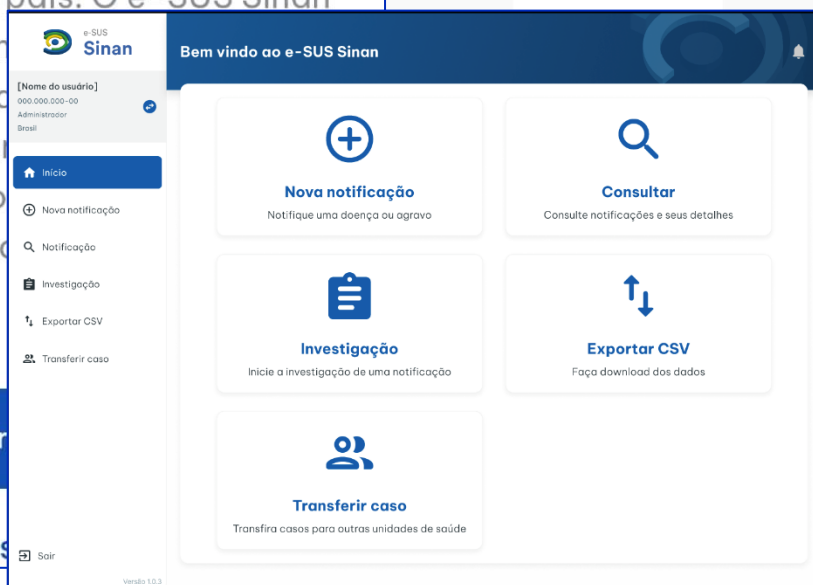 país. O e-SUS Sinan
e-SUS
Sinan
Bem vindo ao e-SUS Sinan
[Nome do usuário]
000.000.000-00
Administrador
Brasil
Início
Nova notificação
Notificação
Investigação
Exportar CSV
Transferir caso
Nova notificação
Notifique uma doença ou agravo
Consultar
Consulte notificações e seus detalhes
Investigação
Inicie a investigação de uma notificação
Exportar CSV
Faça download dos dados
Transferir caso
Transfira casos para outras unidades de saúde
Sair
Versão 1.0.3